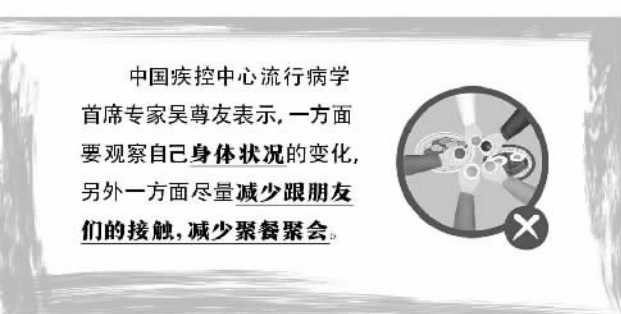 中国疾控中心流行病学
首席专家吴尊友表示,一方面
要观察自己身体状况的变化,
另外一方面尽量减少跟朋友
们的接触,减少聚餐聚会。